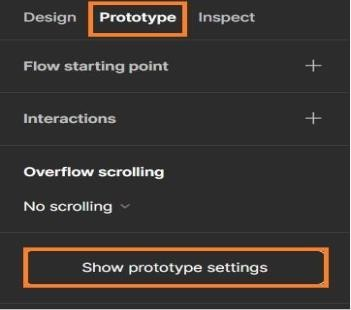 Design Prototype Inspect
Flow starting point
Interactions
Overflow scrolling
No scrolling
Show prototype settings